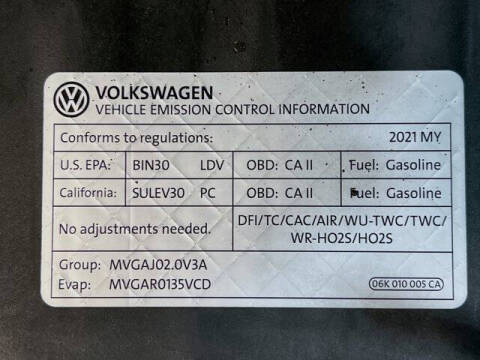 VOLKSWAGEN
VEHICLE EMISSION CONTROL INFORMATION
Conforms to regulations: 2021 MY
U.S. EPA: BIN30 LDV OBD: CA II Fuel: Gasoline
California: SULEV30 PC OBD: CA II Fuel: Gasoline
No adjustments needed. DFI/TC/CAC/AIR/WU-TWC/TWC/
WR-HO2S/HO2S
Group: MVGAJ02.0V3A
Evap: MVGAR0135VCD 06K 010 005 CA